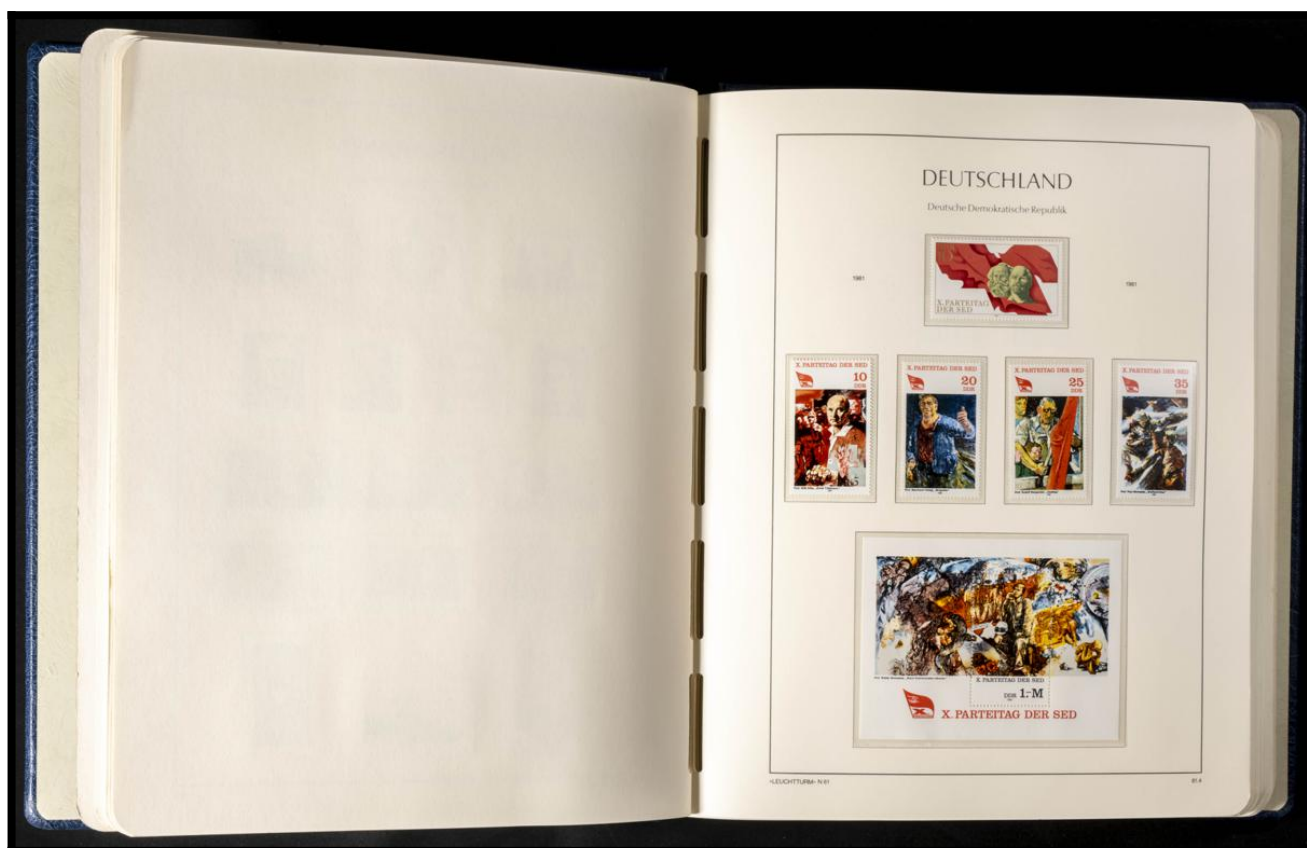 DEUTSCHLAND
Deutsche Demokratische Republik
1981
1981
X. PARTEITAG
DER SED
X. PARTEITAG DER SED
10
DDR
X. PARTEITAG DER SED
20
DDR
X. PARTEITAG DER SED
25
DDR
X. PARTEITAG DER SED
35
DDR
X. PARTEITAG DER SED
DDR 1.-M
X. PARTEITAG DER SED
«LEUCHTTURM» N 81
81.4